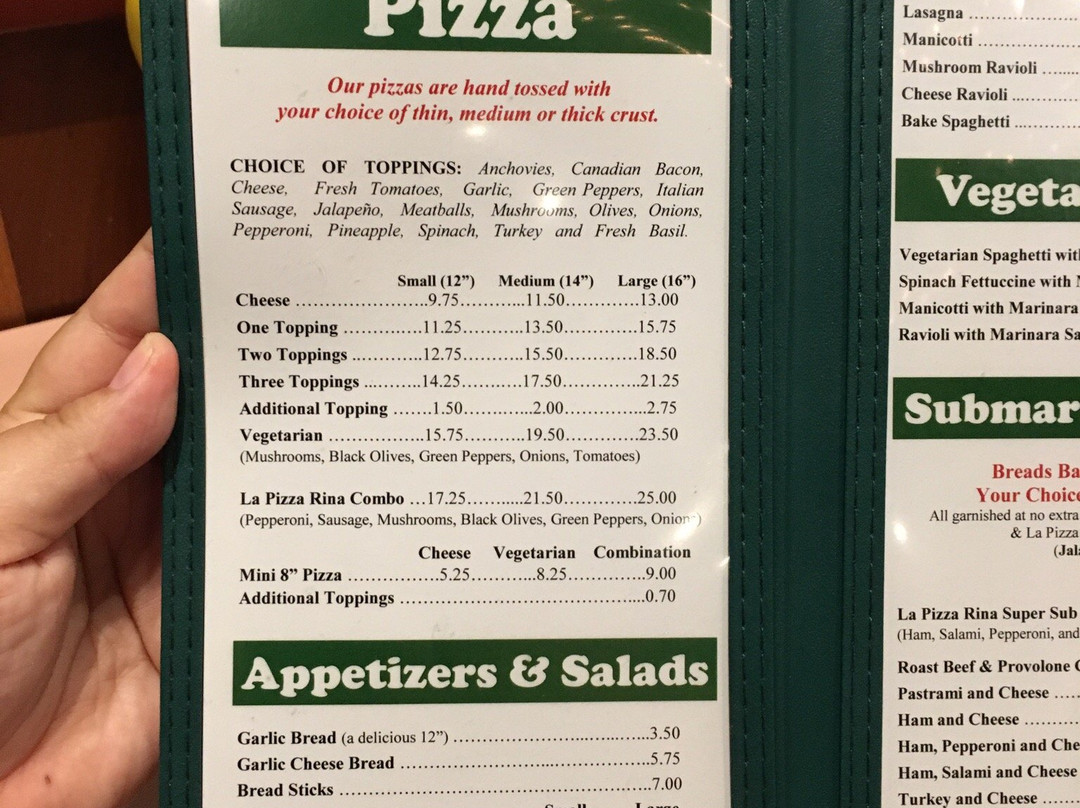 Pizza
Our pizzas are hand tossed with
your choice of thin, medium or thick crust.
CHOICE OF TOPPINGS: Anchovies, Canadian Bacon,
Cheese, Fresh Tomatoes, Garlic, Green Peppers, Italian
Sausage, Jalapeño, Meatballs, Mushrooms, Olives, Onions,
Pepperoni, Pineapple, Spinach, Turkey and Fresh Basil.
Small (12”) Medium (14”) Large (16”)
Cheese ..................9.75..........11.50............13.00
One Topping ...........11.25..........13.50............15.75
Two Toppings ..........12.75..........15.50............18.50
Three Toppings ........14.25..........17.50............21.25
Additional Topping ......1.50..........2.00............2.75
Vegetarian .............15.75..........19.50............23.50
(Mushrooms, Black Olives, Green Peppers, Onions, Tomatoes)
La Pizza Rina Combo ...17.25..........21.50............25.00
(Pepperoni, Sausage, Mushrooms, Black Olives, Green Peppers, Onions)
Cheese Vegetarian Combination
Mini 8” Pizza ..............5.25...........8.25.............9.00
Additional Toppings .....................................0.70
Appetizers & Salads
Garlic Bread (a delicious 12”) ..............................3.50
Garlic Cheese Bread .....................................5.75
Bread Sticks ...............................................7.00
Small Large
Lasagna ..................
Manicotti ................
Mushroom Ravioli .......
Cheese Ravioli ............
Bake Spaghetti ............
Vegeta
Vegetarian Spaghetti with
Spinach Fettuccine with
Manicotti with Marinara
Ravioli with Marinara Sa
Submar
Breads Ba
Your Choice
All garnished at no extra
& La Pizza
(Jala
La Pizza Rina Super Sub
(Ham, Salami, Pepperoni, and
Roast Beef & Provolone C
Pastrami and Cheese ....
Ham and Cheese .........
Ham, Pepperoni and Che
Ham, Salami and Cheese
Turkey and Cheese ......